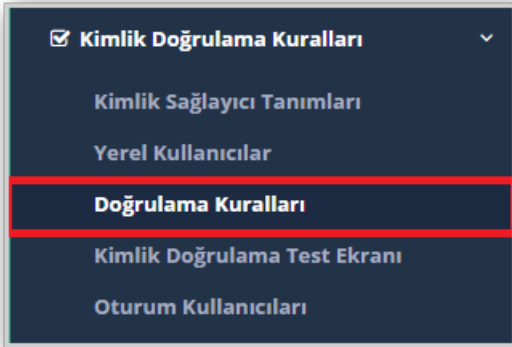 Kimlik Doğrulama Kuralları
Kimlik Sağlayıcı Tanımları
Yerel Kullanıcılar
Doğrulama Kuralları
Kimlik Doğrulama Test Ekranı
Oturum Kullanıcıları